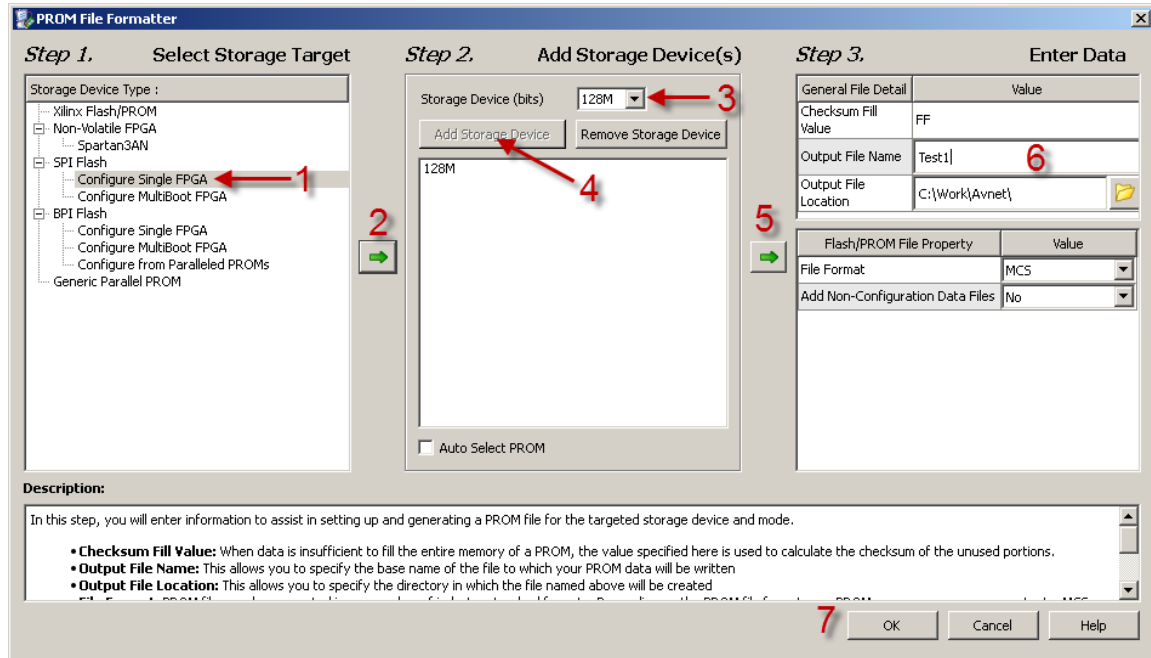 PROM File Formatter
Step 1. Select Storage Target
Storage Device Type :
Xilinx Flash/PROM
Non-Volatile FPGA
Spartan3AN
SPI Flash
Configure Single FPGA
1
Configure MultiBoot FPGA
BPI Flash
Configure Single FPGA
Configure MultiBoot FPGA
Configure from Paralleled PROMs
Generic Parallel PROM
2
Step 2. Add Storage Device(s)
Storage Device (bits) 128M
3
Add Storage Device Remove Storage Device
128M
4
Auto Select PROM
5
Step 3. Enter Data
General File Detail Value
Checksum Fill
Value FF
Output File Name Test1
6
Output File
Location C:\Work\Avnet\
Flash/PROM File Property Value
File Format MCS
Add Non-Configuration Data Files No
Description:
In this step, you will enter information to assist in setting up and generating a PROM file for the targeted storage device and mode.
• Checksum Fill Value: When data is insufficient to fill the entire memory of a PROM, the value specified here is used to calculate the checksum of the unused portions.
• Output File Name: This allows you to specify the base name of the file to which your PROM data will be written
• Output File Location: This allows you to specify the directory in which the file named above will be created
7
OK Cancel Help